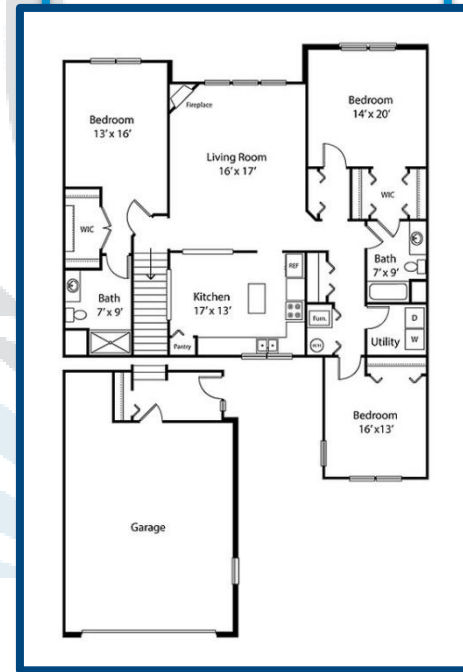 Bedroom
13' x 16'
Fireplace
Living Room
16' x 17'
Bedroom
14' x 20'
WIC
WIC
Bath
7' x 9'
Bath
7' x 9'
Kitchen
17' x 13'
REF
Pantry
Furn.
WH
Utility
D
W
Bedroom
16' x13'
Garage